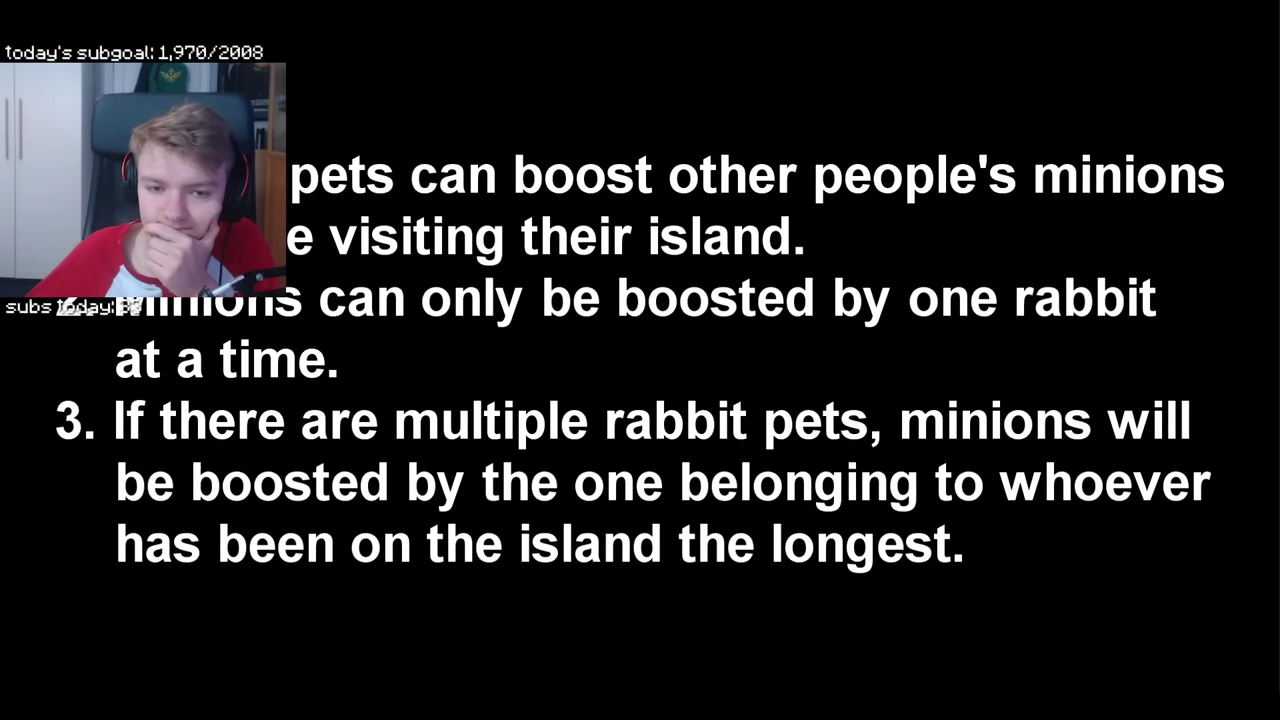 today's subgoal: 1,970/2008
pets can boost other people's minions
e visiting their island.
subs today:
Minions can only be boosted by one rabbit
at a time.
3. If there are multiple rabbit pets, minions will
be boosted by the one belonging to whoever
has been on the island the longest.